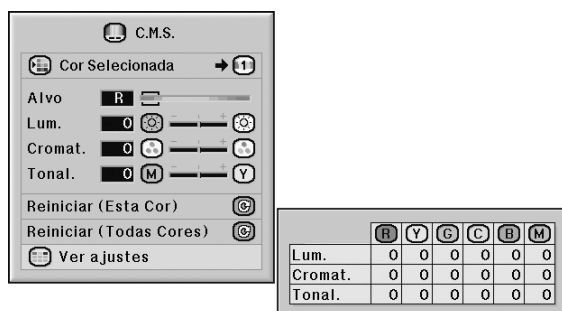 C.M.S.
Cor Selecionada 1
Alvo R
Lum. 0
Cromat. 0
Tonal. 0 M Y
Reiniciar (Esta Cor)
Reiniciar (Todas Cores)
Ver ajustes
R Y G C B M
Lum. 0 0 0 0 0 0
Cromat. 0 0 0 0 0 0
Tonal. 0 0 0 0 0 0